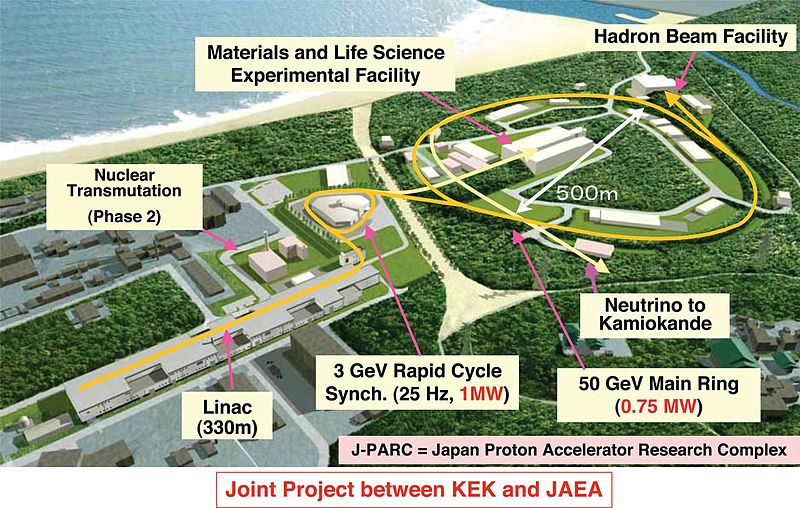 Hadron Beam Facility
Materials and Life Science
Experimental Facility
Nuclear
Transmutation
(Phase 2)
500m
Neutrino to
Kamiokande
3 GeV Rapid Cycle
Synch. (25 Hz, 1MW)
50 GeV Main Ring
(0.75 MW)
Linac
(330m)
J-PARC = Japan Proton Accelerator Research Complex
Joint Project between KEK and JAEA